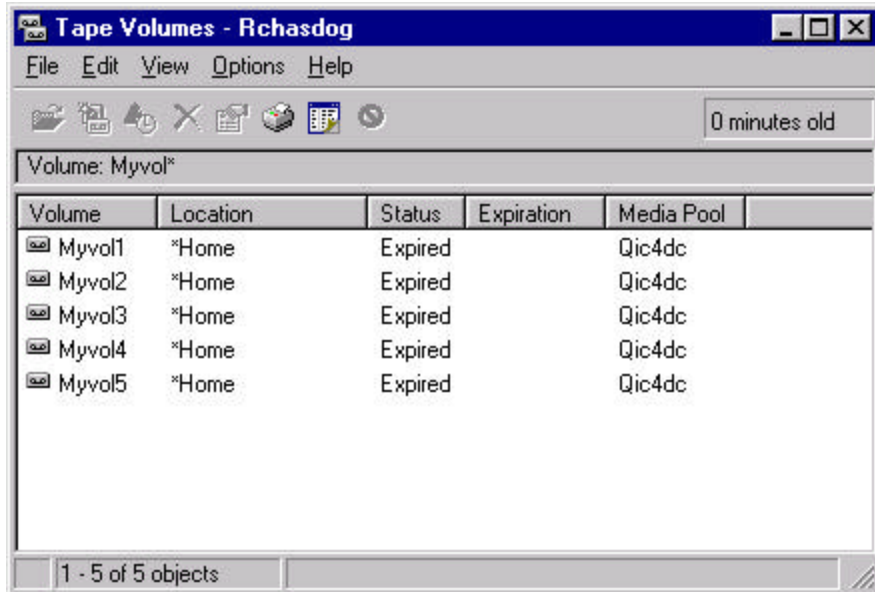 Tape Volumes - Rchasdog
File Edit View Options Help
0 minutes old
Volume: Myvol*
Volume Location Status Expiration Media Pool
Myvol1 *Home Expired Qic4dc
Myvol2 *Home Expired Qic4dc
Myvol3 *Home Expired Qic4dc
Myvol4 *Home Expired Qic4dc
Myvol5 *Home Expired Qic4dc
1 - 5 of 5 objects